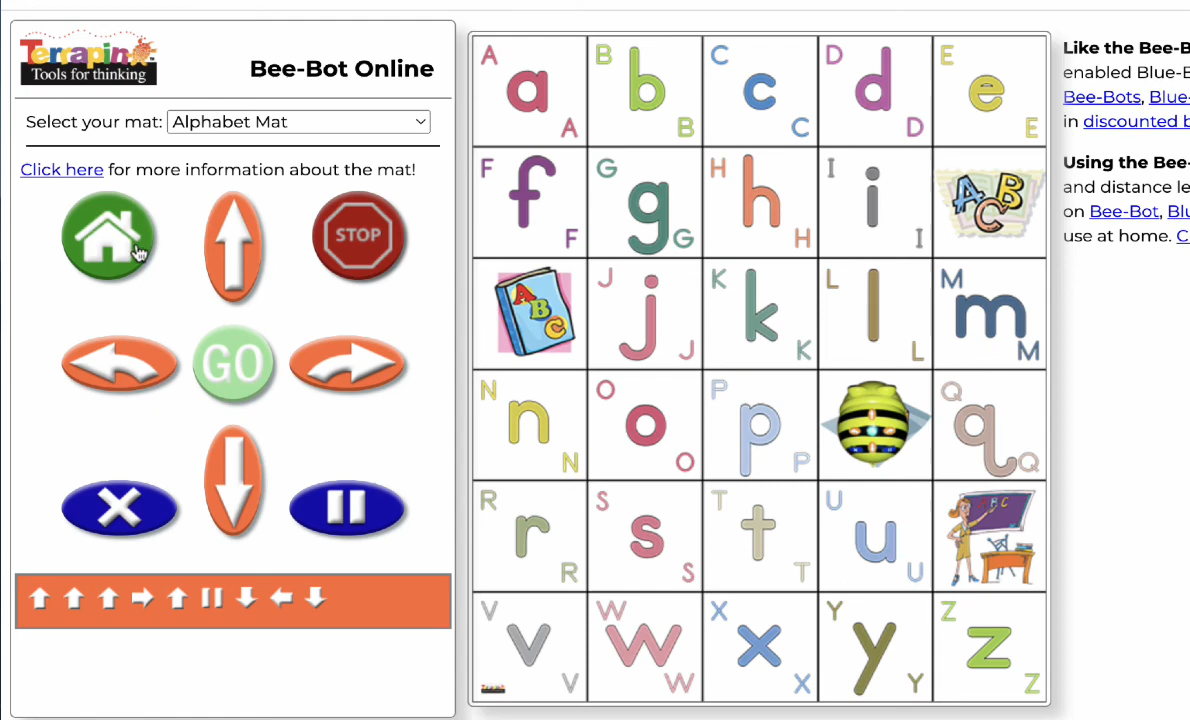 Terrapin
Tools for thinking
Bee-Bot Online
Select your mat: Alphabet Mat
Click here for more information about the mat!
STOP
GO
A a A
B b B
C c C
D d D
E e E
F f F
G g G
H h H
I i I
A B C
A B C
J j J
K k K
L l L
M m M
N n N
O o O
P p P
Q q Q
R r R
S s S
T t T
U u U
A B C
V v V
W w W
X x X
Y y Y
Z z Z
Like the Bee-B
enabled Blue-E
Bee-Bots, Blue-
in discounted b
Using the Bee-
and distance le
on Bee-Bot, Blu
use at home. C